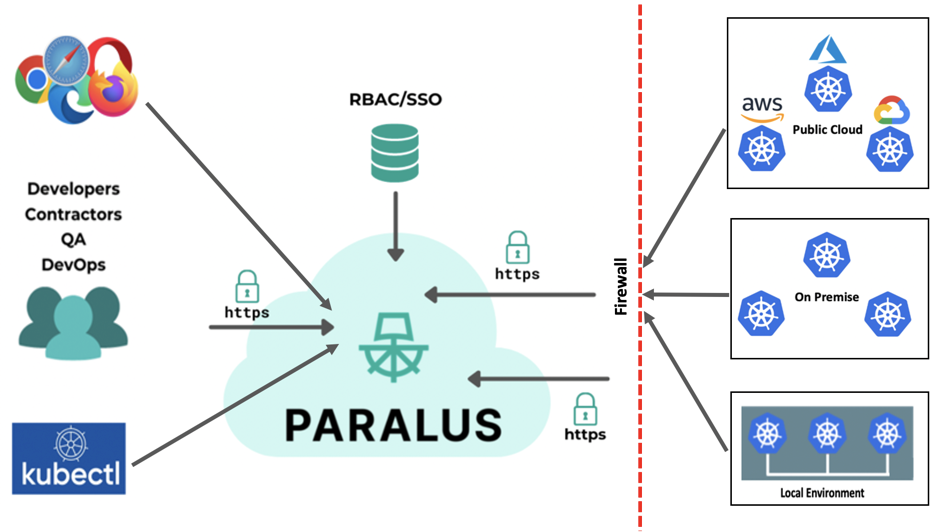 RBAC/SSO
Developers
Contractors
QA
DevOps
https
https
https
kubectl
PARALUS
Firewall
aws
Public Cloud
On Premise
Local Environment